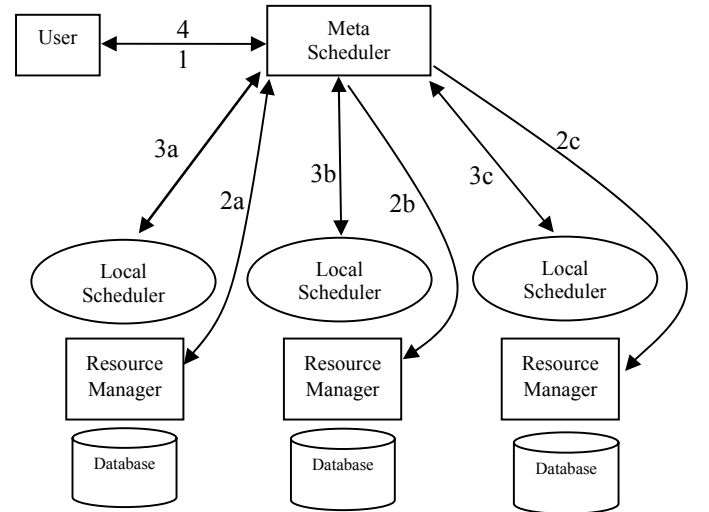 User
4
1
Meta
Scheduler
3a
2a
3b
2b
3c
2c
Local
Scheduler
Local
Scheduler
Local
Scheduler
Resource
Manager
Resource
Manager
Resource
Manager
Database
Database
Database